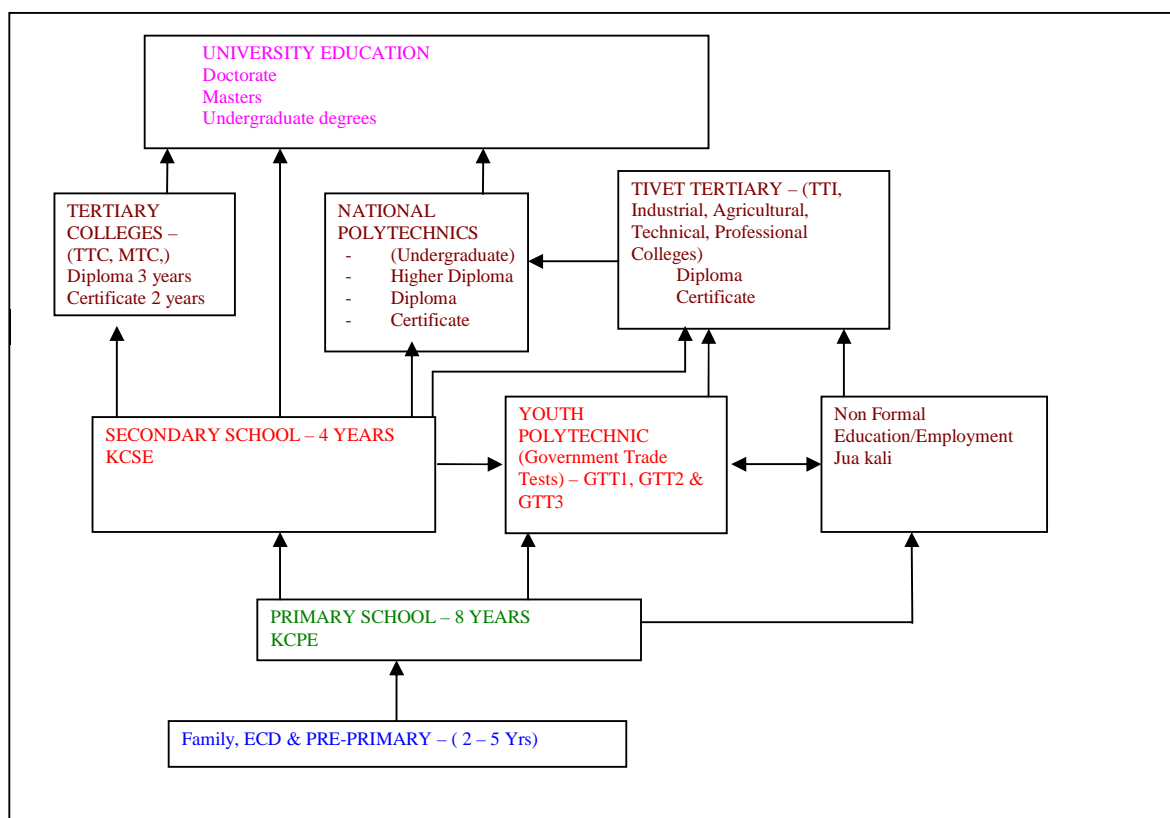 UNIVERSITY EDUCATION
Doctorate
Masters
Undergraduate degrees
TERTIARY
COLLEGES –
(TTC, MTC,)
Diploma 3 years
Certificate 2 years
NATIONAL
POLYTECHNICS
- (Undergraduate)
- Higher Diploma
- Diploma
- Certificate
TIVET TERTIARY – (TTI,
Industrial, Agricultural,
Technical, Professional
Colleges)
Diploma
Certificate
SECONDARY SCHOOL – 4 YEARS
KCSE
YOUTH
POLYTECHNIC
(Government Trade
Tests) – GTT1, GTT2 &
GTT3
Non Formal
Education/Employment
Jua kali
PRIMARY SCHOOL – 8 YEARS
KCPE
Family, ECD & PRE-PRIMARY – ( 2 – 5 Yrs)